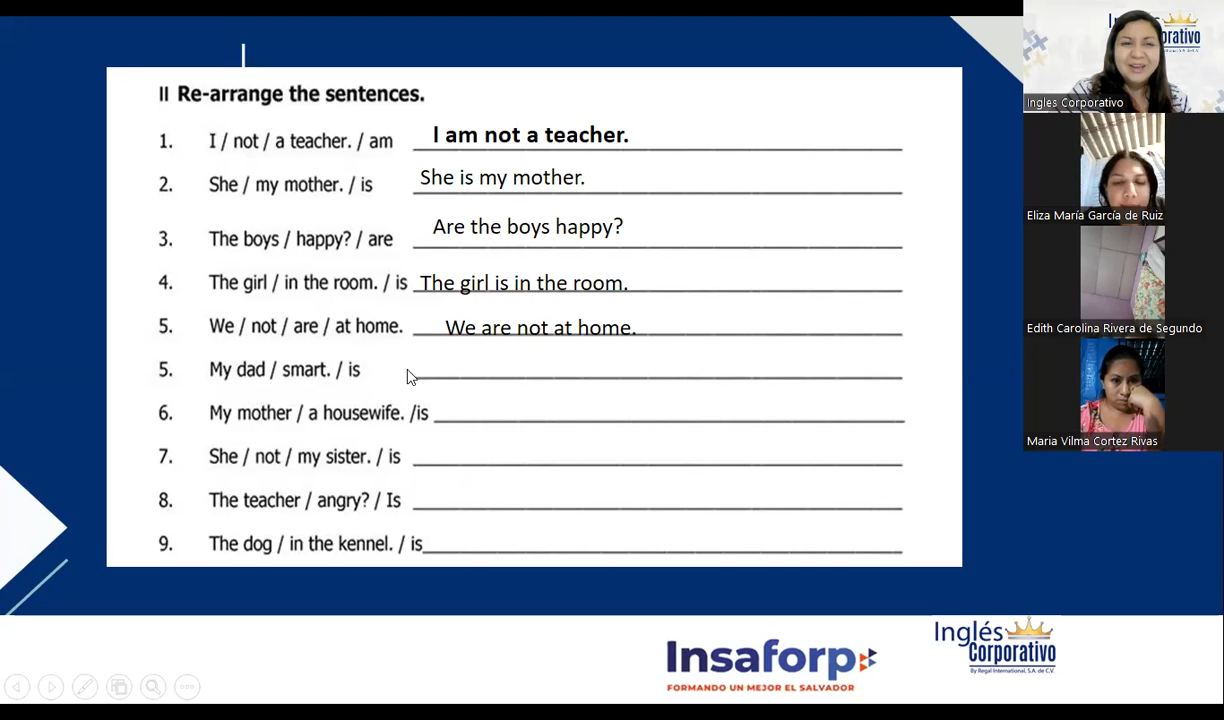 II Re-arrange the sentences.
1. I / not / a teacher. / am I am not a teacher.
2. She / my mother. / is She is my mother.
3. The boys / happy? / are Are the boys happy?
4. The girl / in the room. / is The girl is in the room.
5. We / not / are / at home. We are not at home.
5. My dad / smart. / is
6. My mother / a housewife. /is
7. She / not / my sister. / is
8. The teacher / angry? / Is
9. The dog / in the kennel. / is
Insaforp
FORMANDO UN MEJOR EL SALVADOR
Inglés
Corporativo
By Regal International, S.A. de C.V.
Ingles Corporativo
Eliza María García de Ruiz
Edith Carolina Rivera de Segundo
Maria Vilma Cortez Rivas